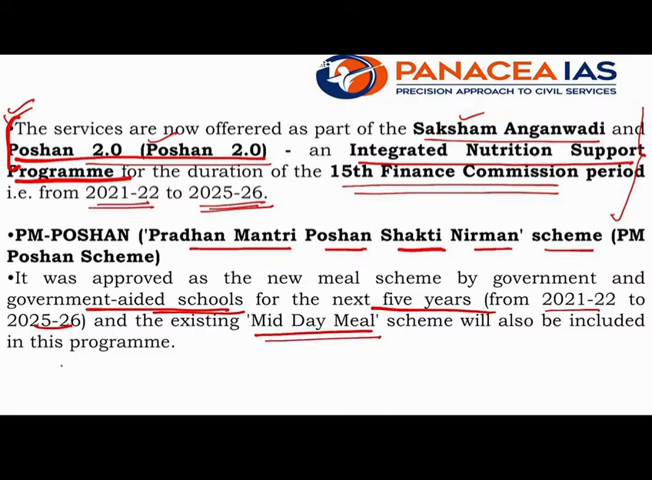 PANACEA IAS
PRECISION APPROACH TO CIVIL SERVICES
•The services are now offerered as part of the Saksham Anganwadi and
Poshan 2.0 (Poshan 2.0) - an Integrated Nutrition Support
Programme for the duration of the 15th Finance Commission period
i.e. from 2021-22 to 2025-26.
•PM-POSHAN ('Pradhan Mantri Poshan Shakti Nirman' scheme (PM
Poshan Scheme)
•It was approved as the new meal scheme by government and
government-aided schools for the next five years (from 2021-22 to
2025-26) and the existing 'Mid Day Meal' scheme will also be included
in this programme.